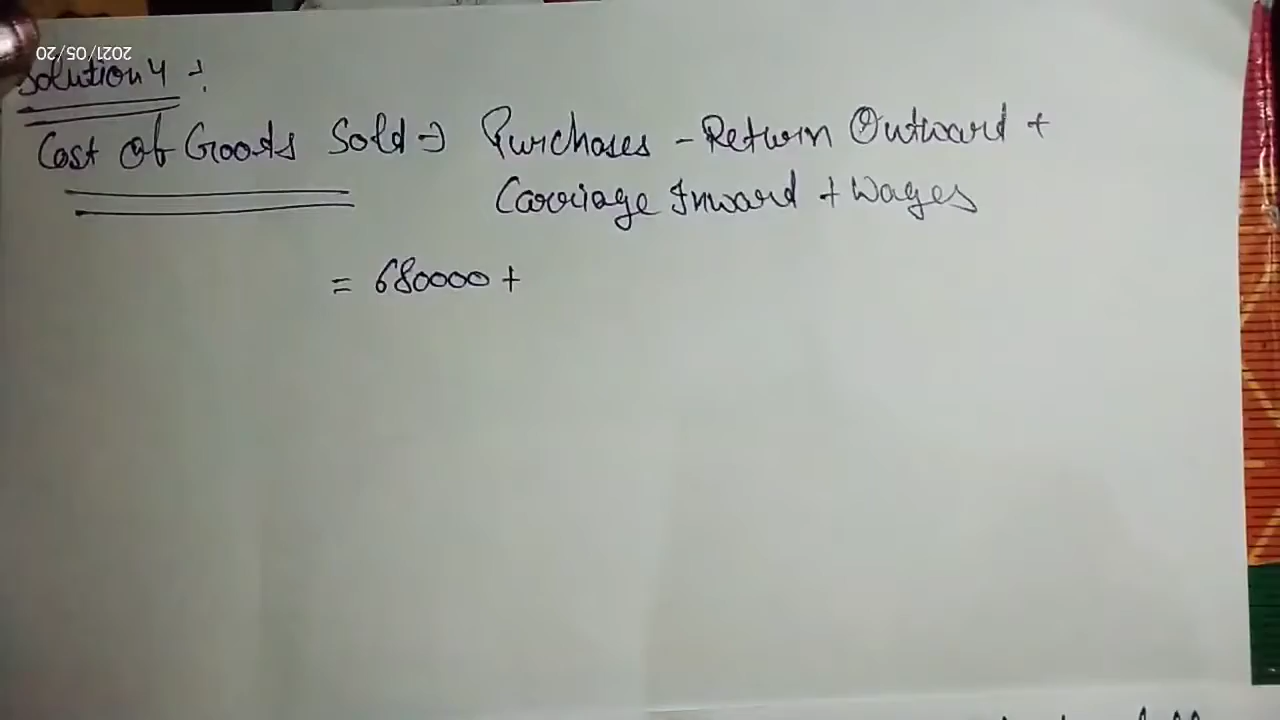 2021/05/20
Solution 4 :
Cost Of Goods Sold → Purchases - Return Outward +
Carriage Inward + Wages
= 680000 +